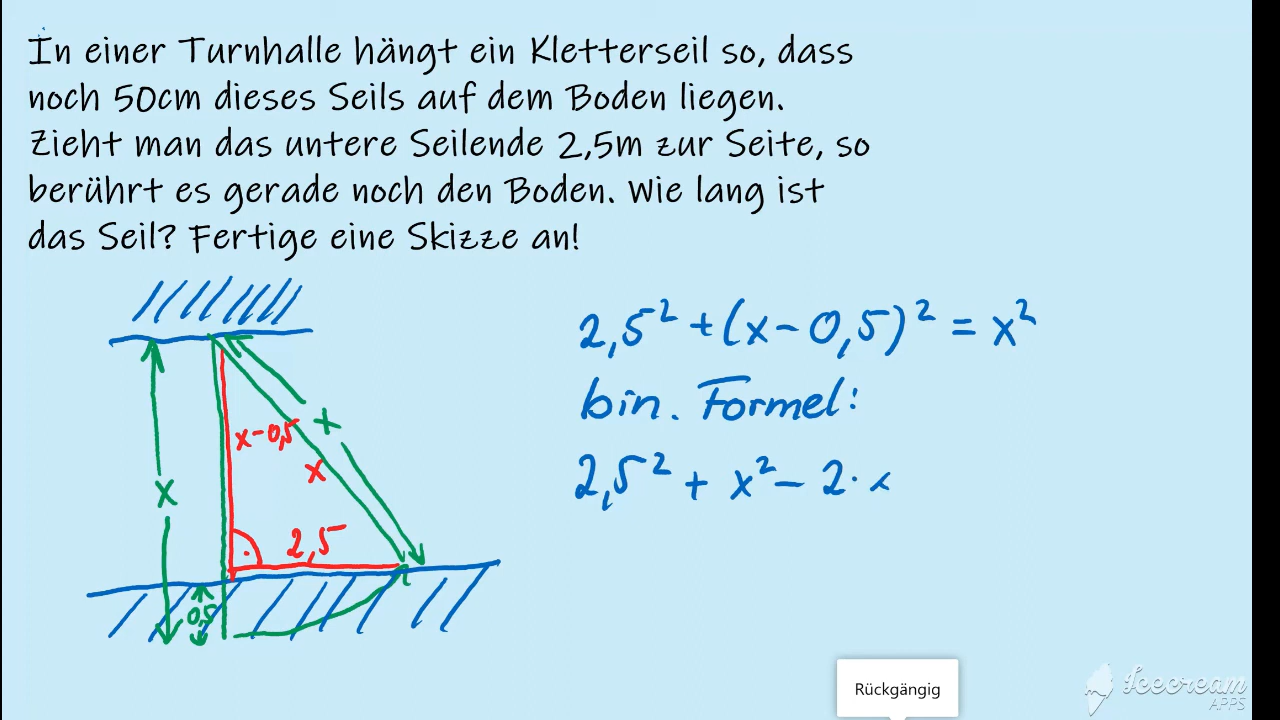 In einer Turnhalle hängt ein Kletterseil so, dass
noch 50cm dieses Seils auf dem Boden liegen.
Zieht man das untere Seilende 2,5m zur Seite, so
berührt es gerade noch den Boden. Wie lang ist
das Seil? Fertige eine Skizze an!
2,5² + (x - 0,5)² = x²
bin. Formel:
2,5² + x² - 2 ·
x
x - 0,5
x
x
2,5
0,5
Rückgängig
Icecream
APPS